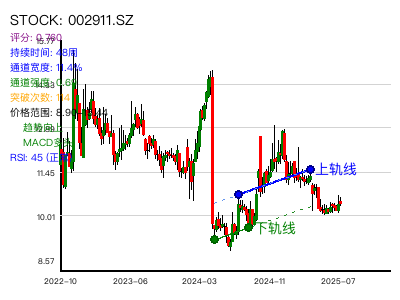 STOCK: 002911.SZ
评分: 0.780
持续时间: 48周
通道宽度: 11.4%
通道强度: 0.6
突破次数:
价格范围: 8.9
趋势
MACD
RSI: 45 (正
上轨线
下轨线
11.45
10.01
8.57
2022-10
2023-06
2024-03
2024-11
2025-07